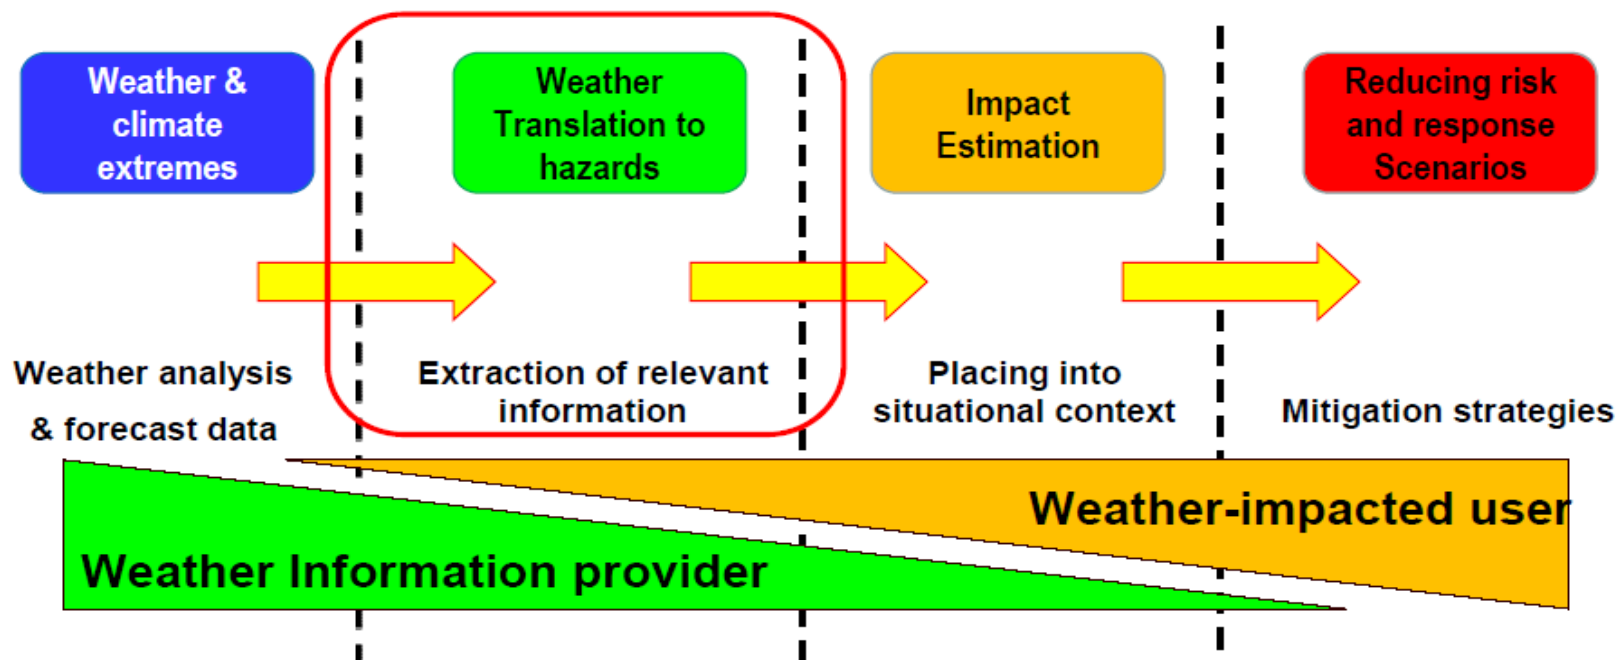 Weather &
climate
extremes
Weather
Translation to
hazards
Impact
Estimation
Reducing risk
and response
Scenarios
Weather analysis
& forecast data
Extraction of relevant
information
Placing into
situational context
Mitigation strategies
Weather-impacted user
Weather Information provider